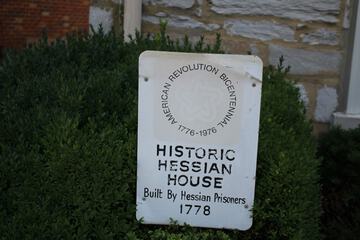 AMERICAN REVOLUTION BICENTENNIAL
1776-1976
HISTORIC
HESSIAN
HOUSE
Built By Hessian Prisoners
1778